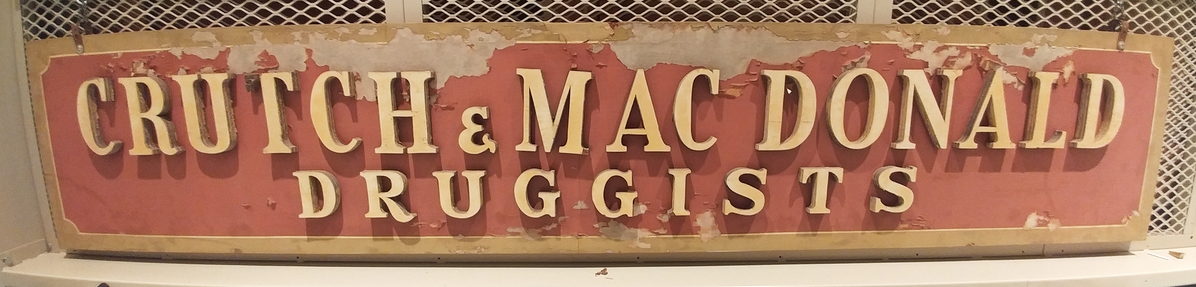 CRUTCH & MAC DONALD
DRUGGISTS